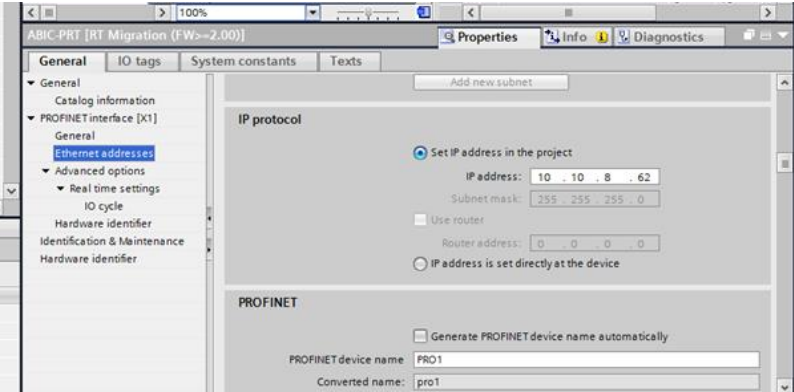 100%
ABIC-PRT [RT Migration (FW>=2.00)]
Properties Info Diagnostics
General IO tags System constants Texts
General
Catalog information
PROFINET interface [X1]
General
Ethernet addresses
Advanced options
Real time settings
IO cycle
Hardware identifier
Identification & Maintenance
Hardware identifier
Add new subnet
IP protocol
Set IP address in the project
IP address: 10 . 10 . 8 . 62
Subnet mask: 255 . 255 . 255 . 0
Use router
Router address: 0 . 0 . 0 . 0
IP address is set directly at the device
PROFINET
Generate PROFINET device name automatically
PROFINET device name PRO1
Converted name: pro1